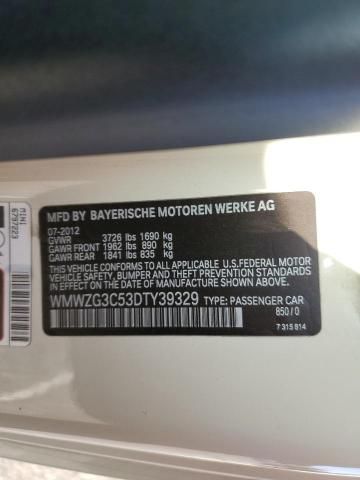 MFD BY BAYERISCHE MOTOREN WERKE AG
07-2012
GVWR 3726 lbs 1690 kg
GAWR FRONT 1962 lbs 890 kg
GAWR REAR 1841 lbs 835 kg
THIS VEHICLE CONFORMS TO ALL APPLICABLE U.S.FEDERAL MOTOR
VEHICLE SAFETY, BUMPER, AND THEFT PREVENTION STANDARDS
IN EFFECT ON THE DATE OF MANUFACTURE SHOWN ABOVE.
WMWZG3C53DTY39329 TYPE: PASSENGER CAR
850/0
7 315 814
MINI
6797223